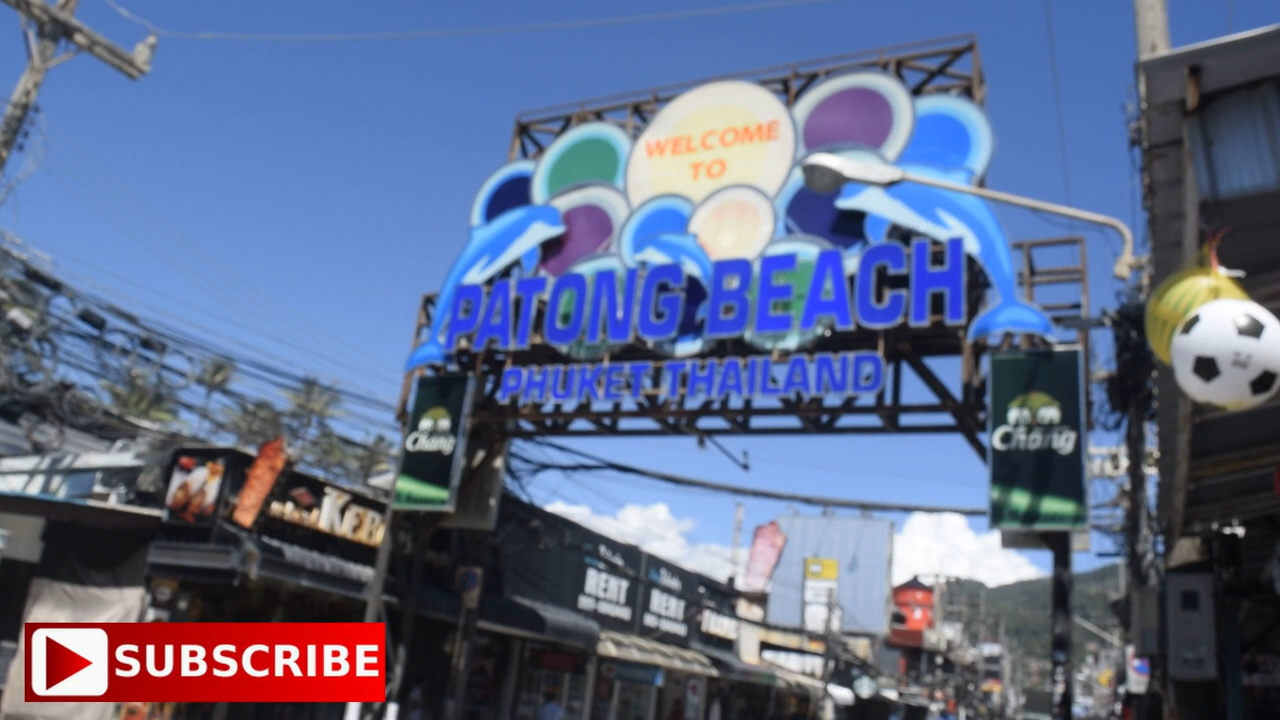 WELCOME
TO
PATONG BEACH
PHUKET THAILAND
Chang
Chang
RENT
RENT
SUBSCRIBE